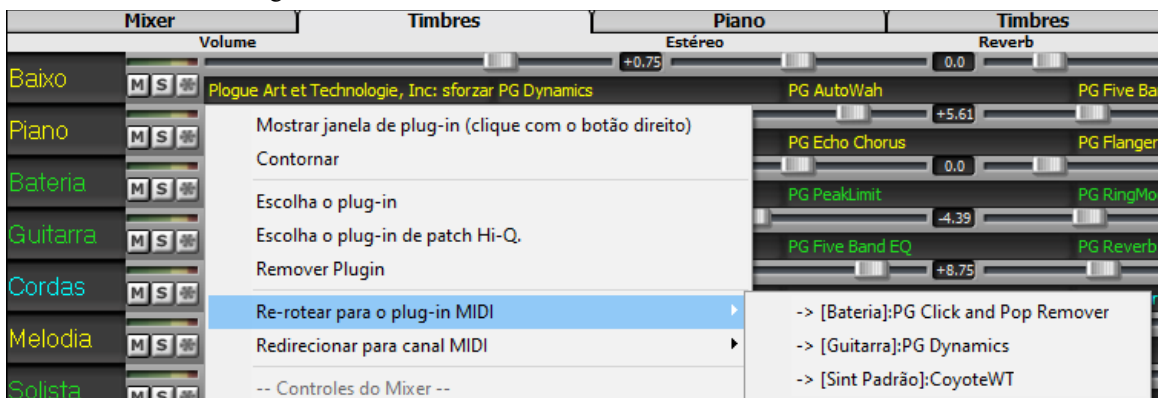 Mixer Timbres Piano Timbres
Volume Estéreo Reverb
+0.75 0.0
Baixo M S Plogue Art et Technologie, Inc: sforzar PG Dynamics PG AutoWah PG Five Ba
+5.61
Piano M S PG Echo Chorus PG Flanger
0.0
Bateria M S PG PeakLimit PG RingMo
-4.39
Guitarra M S PG Five Band EQ PG Reverb
+8.75
Cordas M S
Melodia M S
Solista M S
Mostrar janela de plug-in (clique com o botão direito)
Contornar
Escolha o plug-in
Escolha o plug-in de patch Hi-Q.
Remover Plugin
Re-rotear para o plug-in MIDI
Redirecionar para canal MIDI
-- Controles do Mixer --
-> [Bateria]:PG Click and Pop Remover
-> [Guitarra]:PG Dynamics
-> [Sint Padrão]:CoyoteWT